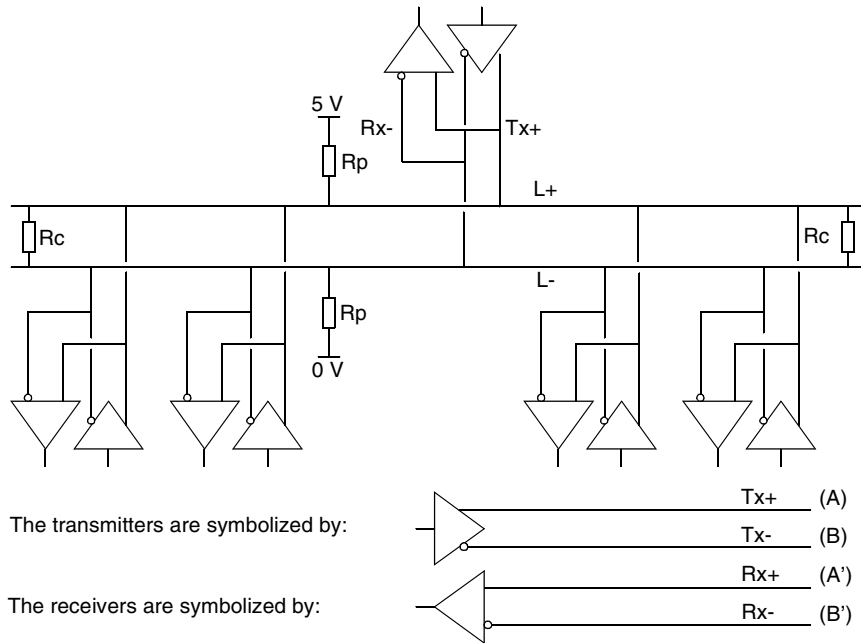 5 V
Rx-
Tx+
Rp
L+
Rc
Rc
L-
Rp
0 V
The transmitters are symbolized by:
Tx+
(A)
Tx-
(B)
The receivers are symbolized by:
Rx+
(A’)
Rx-
(B’)